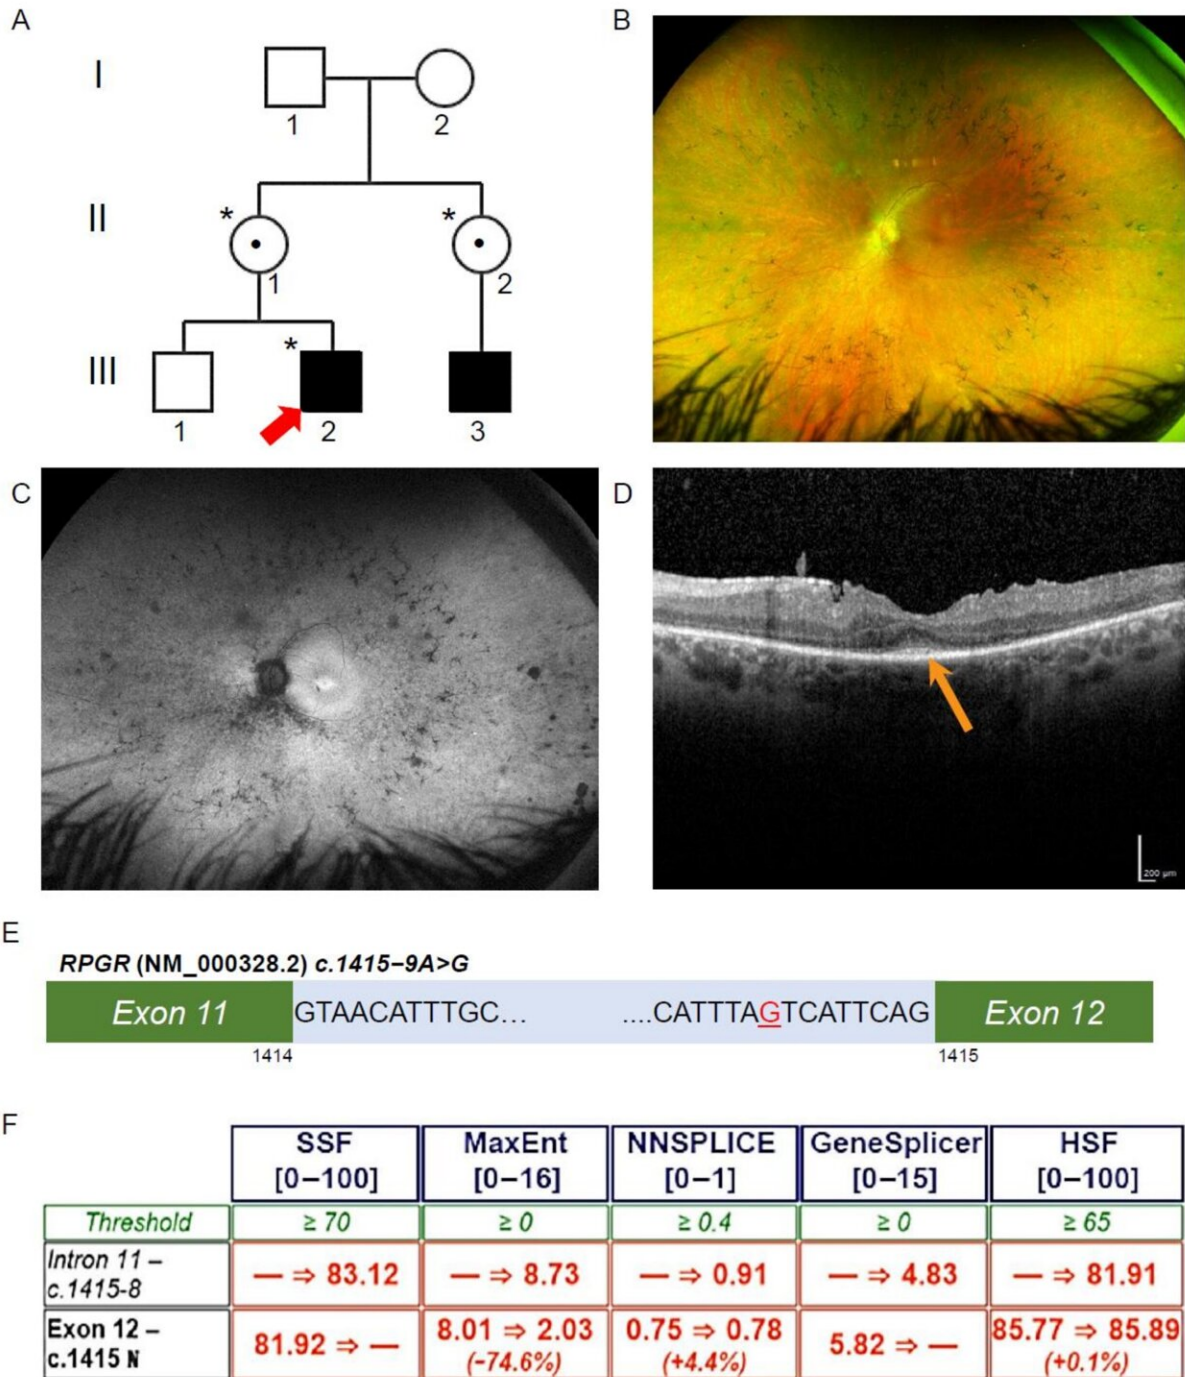 A
I
1
2
II
*
*
1
2
III
*
1
2
3
B
C
D
200 µm
E
RPGR (NM_000328.2) c.1415–9A>G
Exon 11
GTAACATTTGC...
....CATTTAGTCATTCAG
Exon 12
1414
1415
F
SSF [0–100]
MaxEnt [0–16]
NNSPLICE [0–1]
GeneSplicer [0–15]
HSF [0–100]
Threshold
≥ 70
≥ 0
≥ 0.4
≥ 0
≥ 65
Intron 11 –
c.1415-8
— ⇒ 83.12
— ⇒ 8.73
— ⇒ 0.91
— ⇒ 4.83
— ⇒ 81.91
Exon 12 –
c.1415 N
81.92 ⇒ —
8.01 ⇒ 2.03
(−74.6%)
0.75 ⇒ 0.78
(+4.4%)
5.82 ⇒ —
85.77 ⇒ 85.89
(+0.1%)